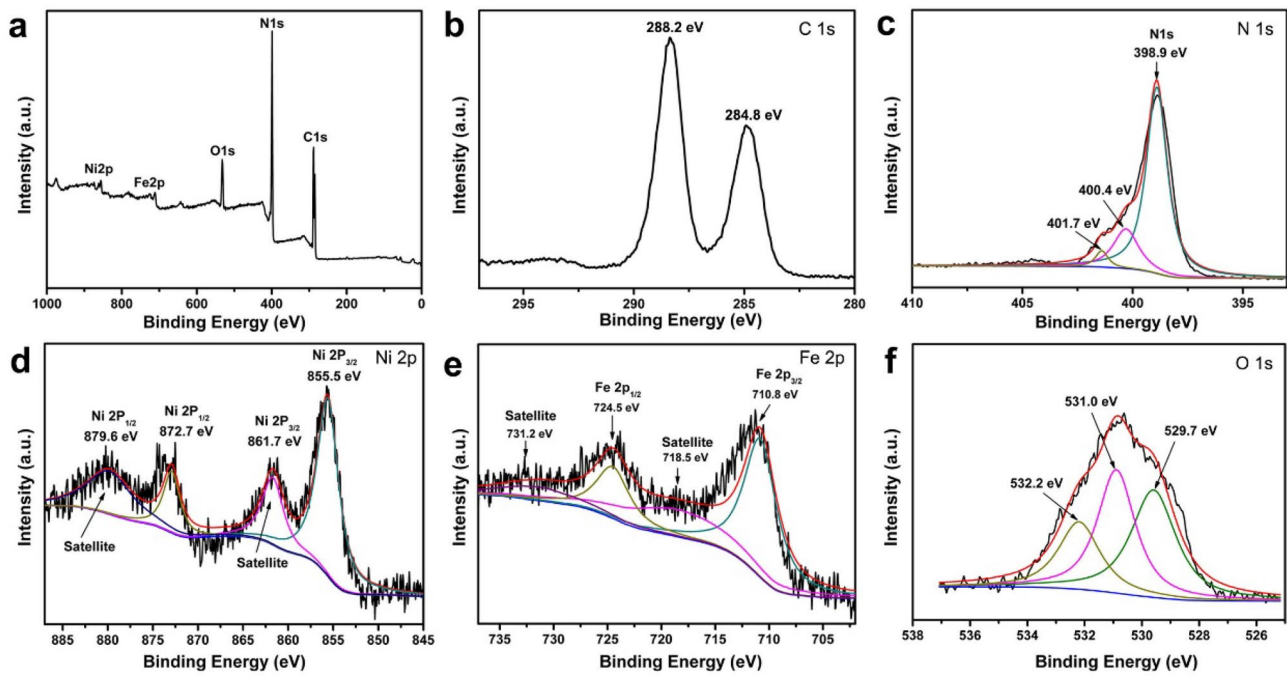 a
N1s
C1s
O1s
Ni2p
Fe2p
Intensity (a.u.)
1000 800 600 400 200 0
Binding Energy (eV)
b
C 1s
288.2 eV
284.8 eV
Intensity (a.u.)
295 290 285 280
Binding Energy (eV)
c
N 1s
N1s
398.9 eV
400.4 eV
401.7 eV
Intensity (a.u.)
410 405 400 395
Binding Energy (eV)
d
Ni 2p
Ni 2P3/2
855.5 eV
Ni 2P1/2
879.6 eV
Ni 2P1/2
872.7 eV
Ni 2P3/2
861.7 eV
Satellite
Satellite
Intensity (a.u.)
885 880 875 870 865 860 855 850 845
Binding Energy (eV)
e
Fe 2p
Fe 2p3/2
710.8 eV
Fe 2p1/2
724.5 eV
Satellite
731.2 eV
Satellite
718.5 eV
Intensity (a.u.)
735 730 725 720 715 710 705
Binding Energy (eV)
f
O 1s
531.0 eV
529.7 eV
532.2 eV
Intensity (a.u.)
538 536 534 532 530 528 526
Binding Energy (eV)